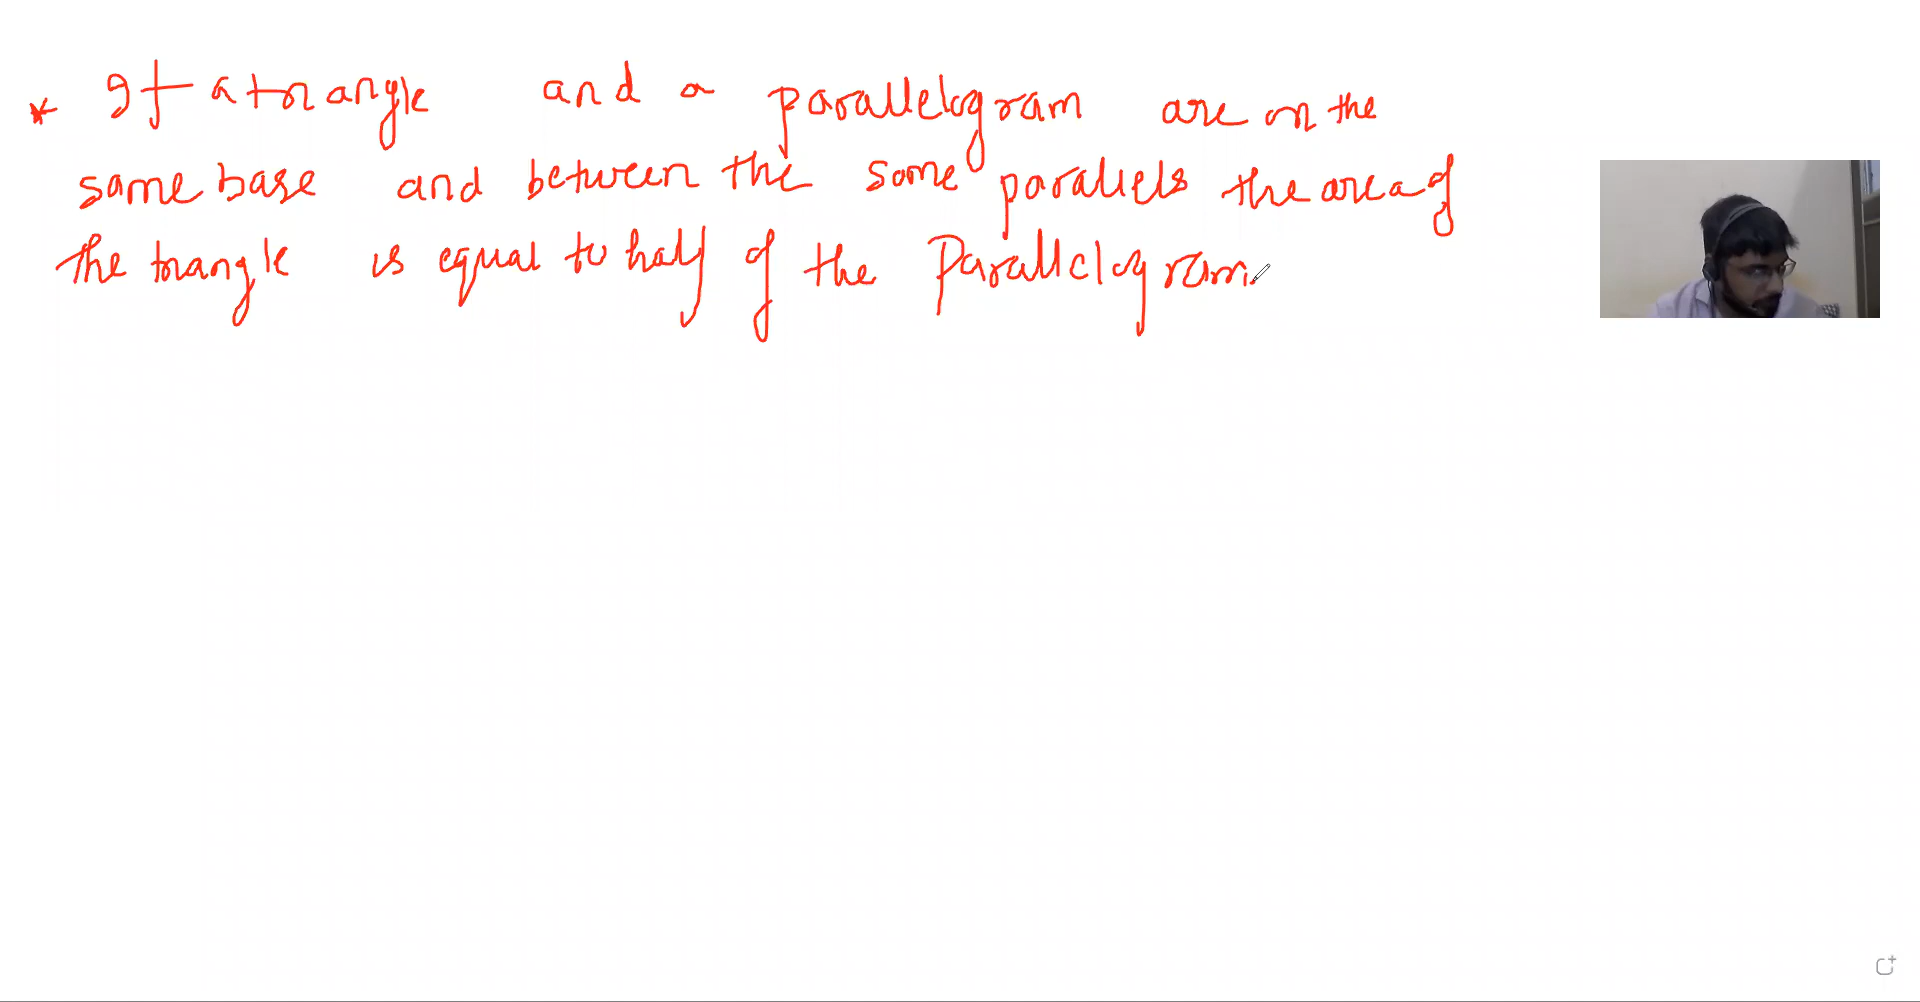 * If a triangle and a parallelogram are on the
same base and between the same parallels the area of
the triangle is equal to half of the Parallelogram.